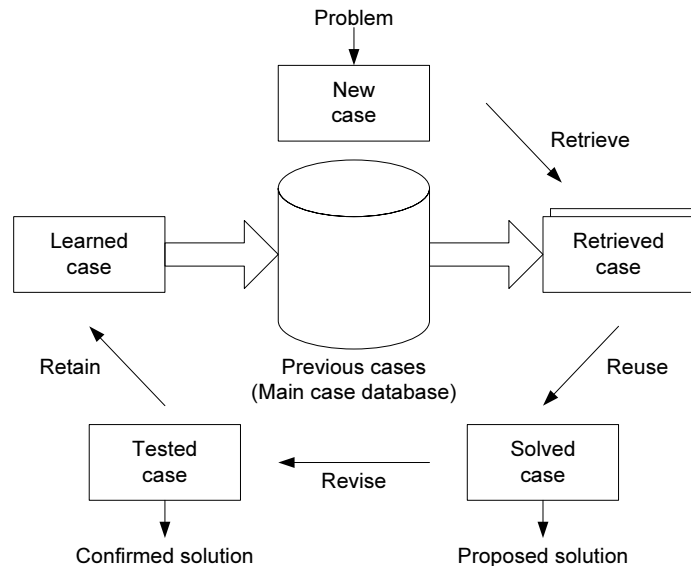 Problem
New
case
Retrieve
Learned
case
Retrieved
case
Previous cases
(Main case database)
Retain
Reuse
Tested
case
Revise
Solved
case
Confirmed solution
Proposed solution